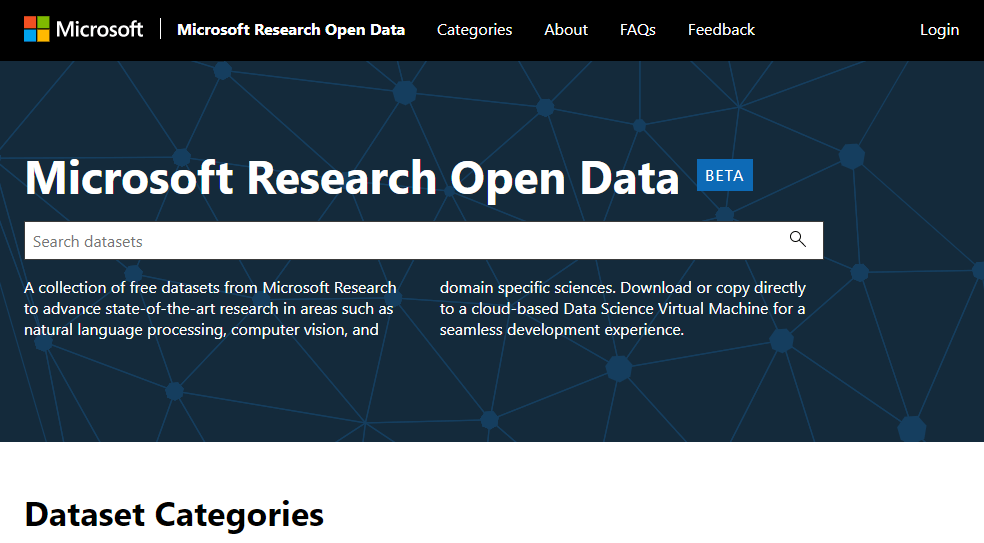 Microsoft Microsoft Research Open Data Categories About FAQs Feedback Login
Microsoft Research Open Data BETA
Search datasets
A collection of free datasets from Microsoft Research
to advance state-of-the-art research in areas such as
natural language processing, computer vision, and
domain specific sciences. Download or copy directly
to a cloud-based Data Science Virtual Machine for a
seamless development experience.
Dataset Categories